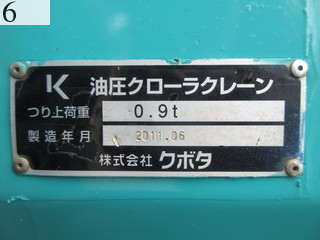 6
K 油圧クローラクレーン
つり上荷重 0.9t
製造年月 2011.06
株式会社 クボタ